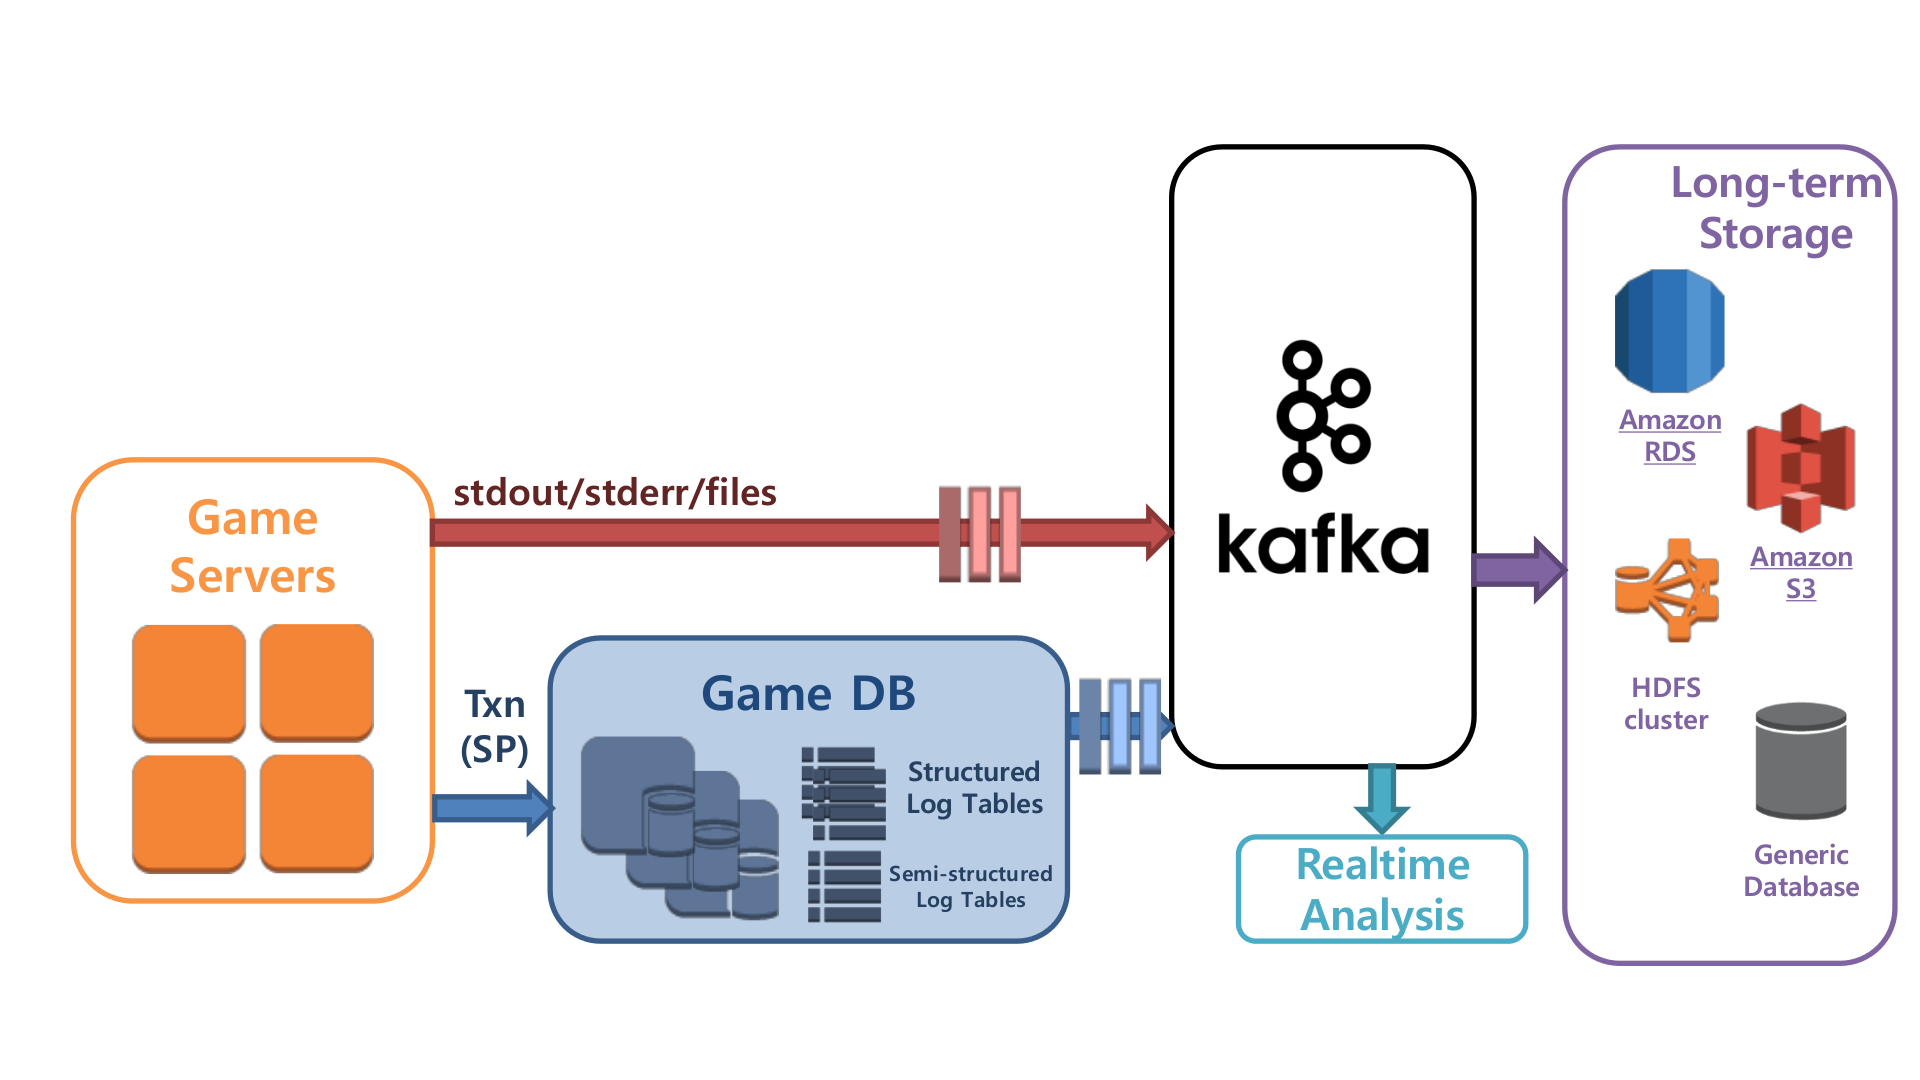 Game
Servers
stdout/stderr/files
Txn
(SP)
Game DB
Structured
Log Tables
Semi-structured
Log Tables
kafka
Realtime
Analysis
Long-term
Storage
Amazon
RDS
Amazon
S3
HDFS
cluster
Generic
Database